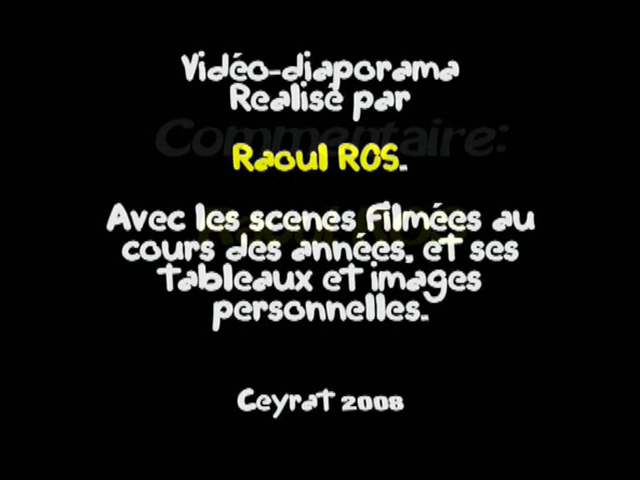 Vidéo-diaporama
Realisé par
Commentaire:
Raoul ROS.
Avec les scenes Filmées au
cours des années, et ses
tableaux et images
personnelles.
Ceyrat 2008